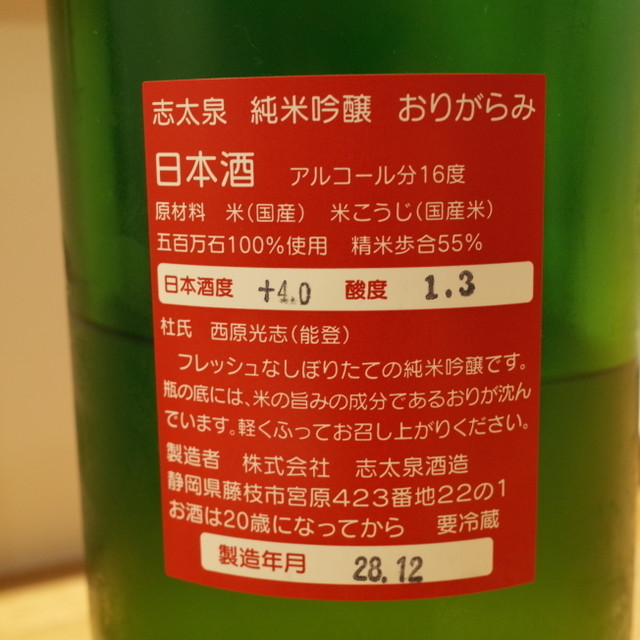 志太泉 純米吟醸 おりがらみ
日本酒 アルコール分16度
原材料 米(国産) 米こうじ(国産米)
五百万石100%使用 精米歩合55%
日本酒度 +4.0 酸度 1.3
杜氏 西原光志(能登)
フレッシュなしぼりたての純米吟醸です。
瓶の底には、米の旨みの成分であるおりが沈ん
でいます。軽くふってお召し上がりください。
製造者 株式会社 志太泉酒造
静岡県藤枝市宮原423番地22の1
お酒は20歳になってから 要冷蔵
製造年月 28.12